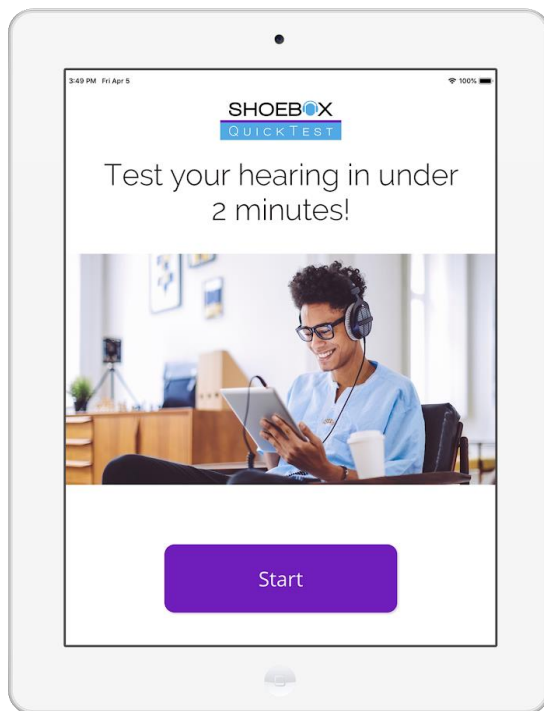 3:49 PM Fri Apr 5
100%
SHOEBOX
QUICKTEST
Test your hearing in under
2 minutes!
Start